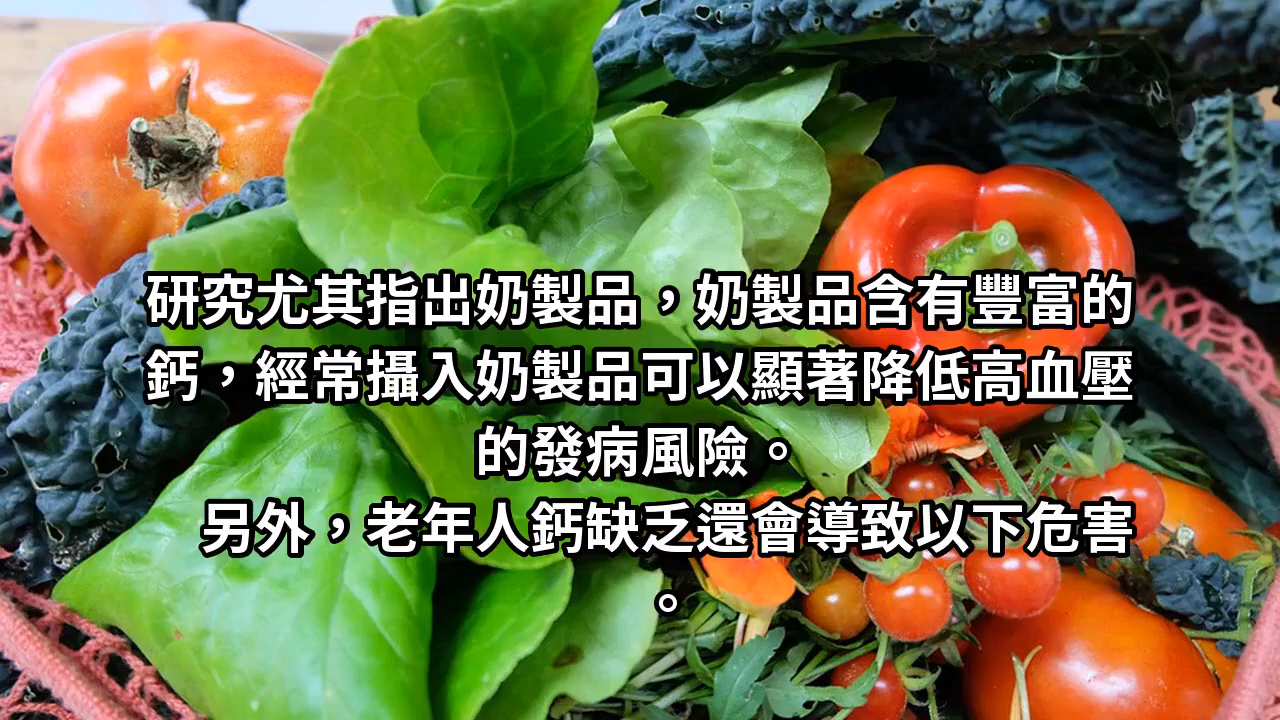 研究尤其指出奶製品，奶製品含有豐富的
鈣，經常攝入奶製品可以顯著降低高血壓
的發病風險。
另外，老年人鈣缺乏還會導致以下危害
。